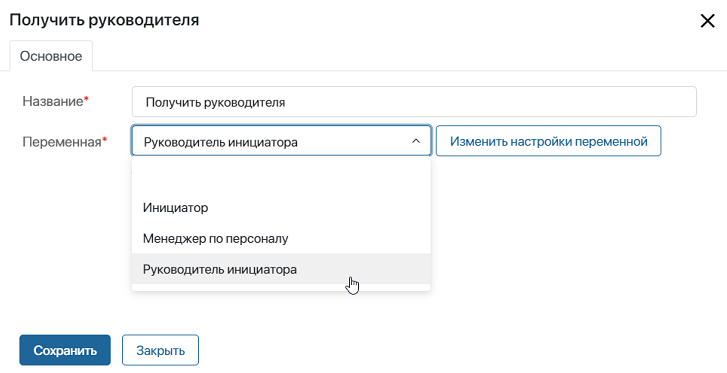 Получить руководителя
Основное
Название*
Получить руководителя
Переменная*
Руководитель инициатора
Изменить настройки переменной
Инициатор
Менеджер по персоналу
Руководитель инициатора
Сохранить
Закрыть